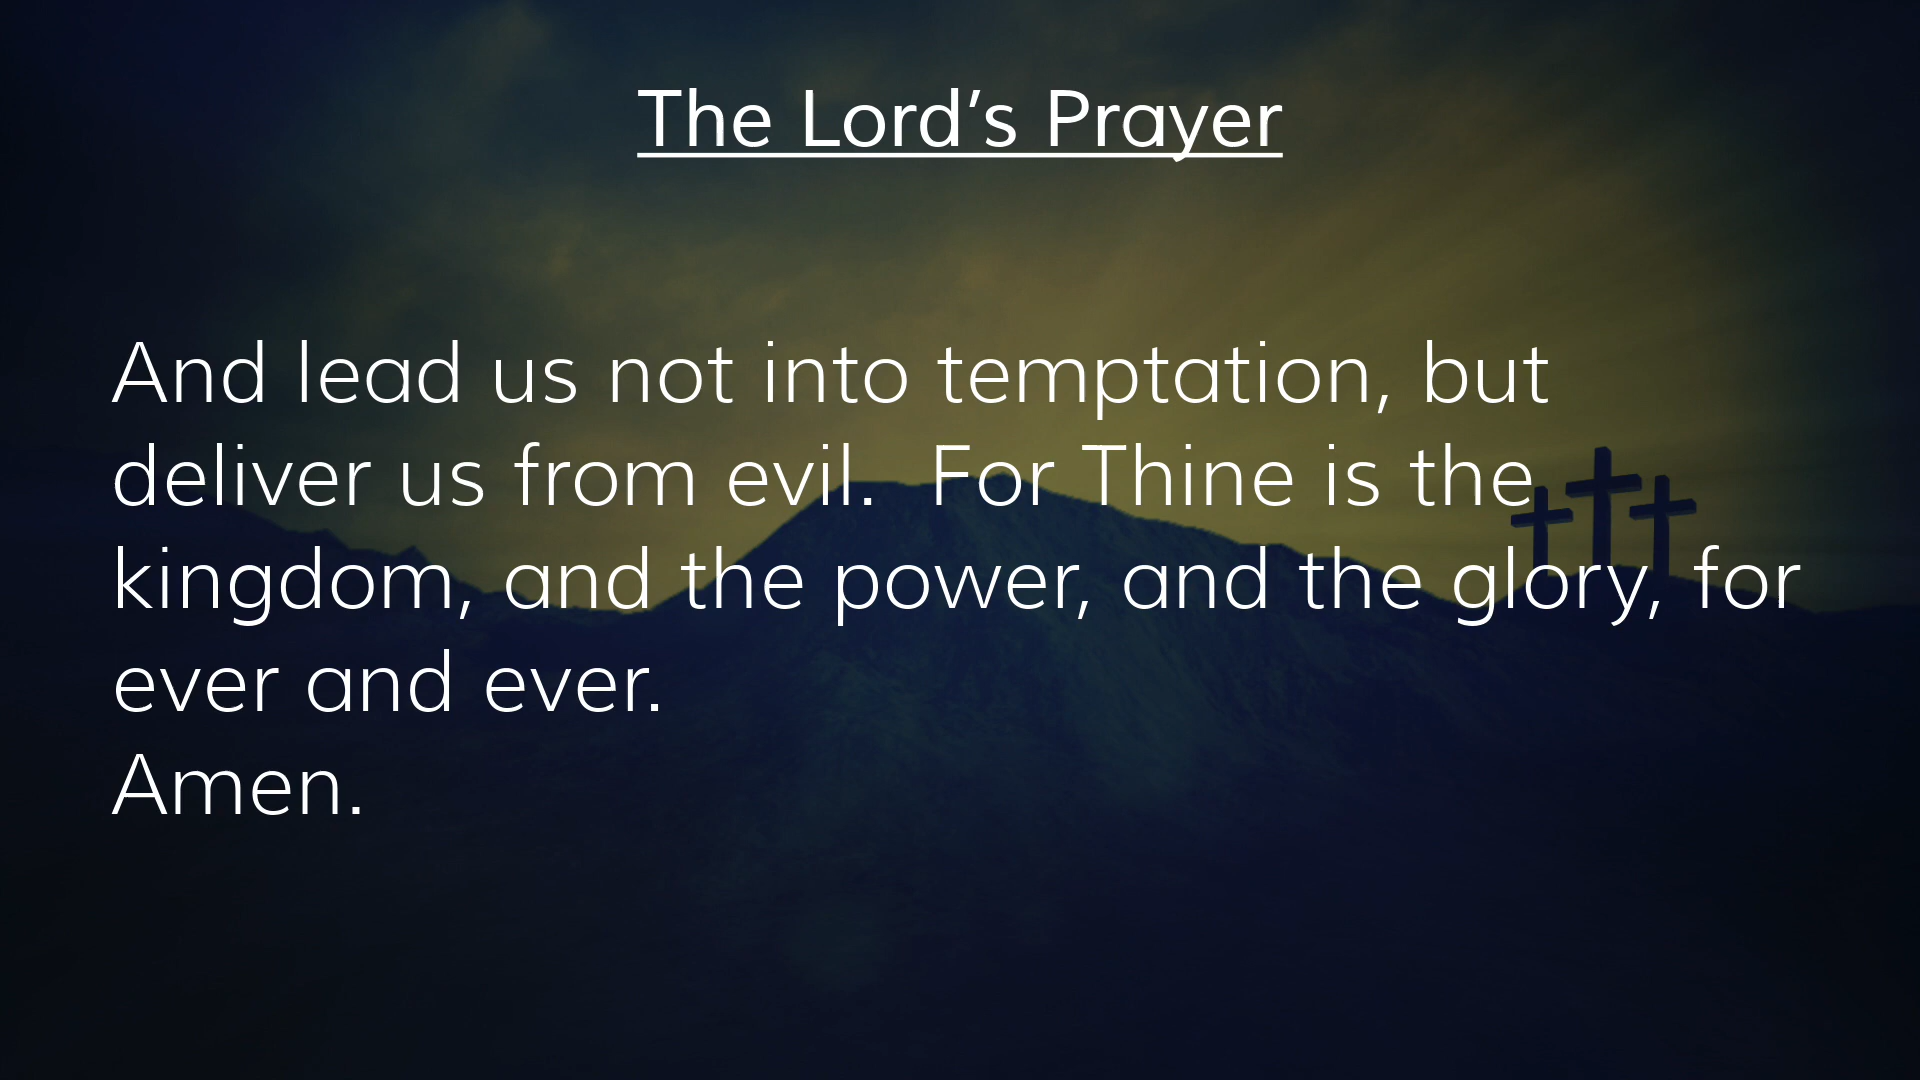 The Lord’s Prayer
And lead us not into temptation, but
deliver us from evil.  For Thine is the
kingdom, and the power, and the glory, for
ever and ever.
Amen.